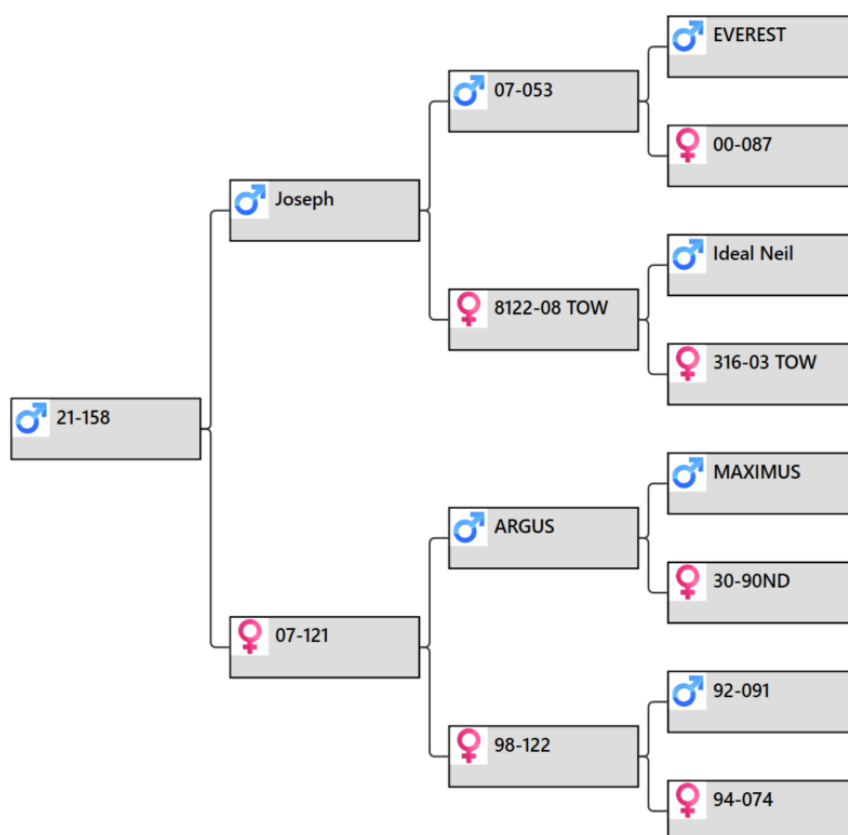 EVEREST
07-053
00-087
Joseph
Ideal Neil
8122-08 TOW
316-03 TOW
21-158
MAXIMUS
ARGUS
30-90ND
07-121
92-091
98-122
94-074